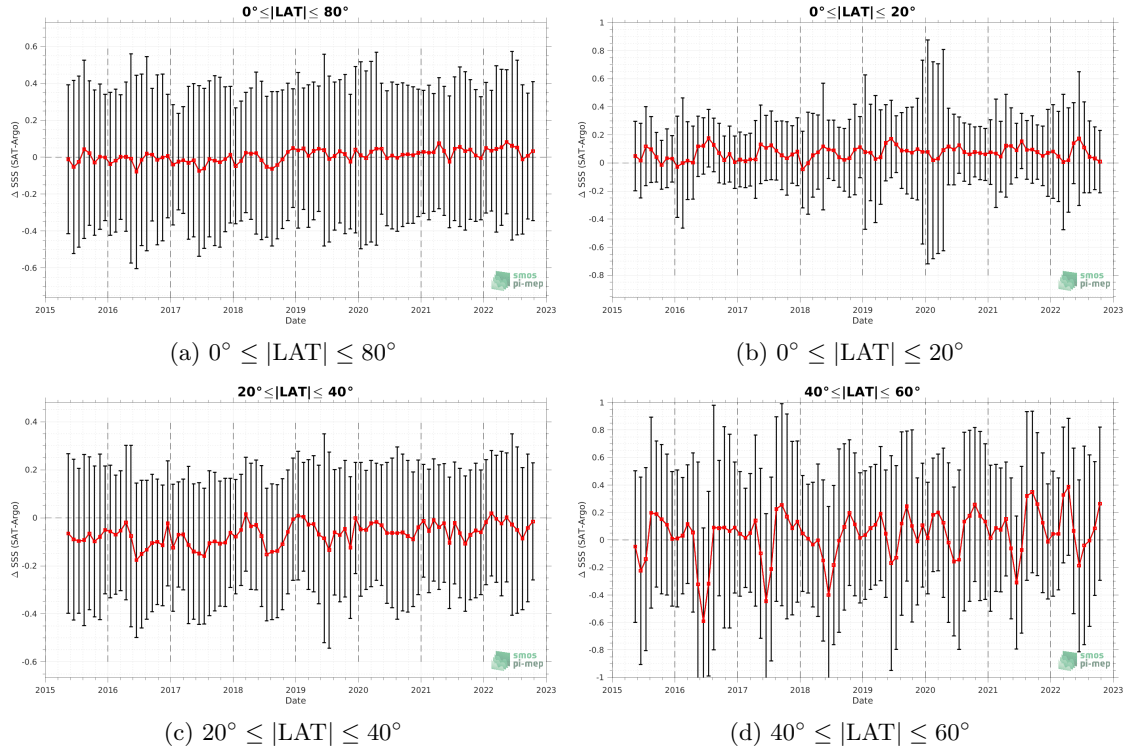 0°≤|LAT|≤ 80°
Δ SSS (SAT-Argo)
0.6
0.4
0.2
0
-0.2
-0.4
-0.6
2015 2016 2017 2018 2019 2020 2021 2022 2023
Date
smos
pi-mep
(a) 0° ≤ |LAT| ≤ 80°
0°≤|LAT|≤ 20°
Δ SSS (SAT-Argo)
1
0.8
0.6
0.4
0.2
0
-0.2
-0.4
-0.6
-0.8
2015 2016 2017 2018 2019 2020 2021 2022 2023
Date
smos
pi-mep
(b) 0° ≤ |LAT| ≤ 20°
20°≤|LAT|≤ 40°
Δ SSS (SAT-Argo)
0.4
0.2
0
-0.2
-0.4
-0.6
2015 2016 2017 2018 2019 2020 2021 2022 2023
Date
smos
pi-mep
(c) 20° ≤ |LAT| ≤ 40°
40°≤|LAT|≤ 60°
Δ SSS (SAT-Argo)
1
0.8
0.6
0.4
0.2
0
-0.2
-0.4
-0.6
-0.8
-1
2015 2016 2017 2018 2019 2020 2021 2022 2023
Date
smos
pi-mep
(d) 40° ≤ |LAT| ≤ 60°